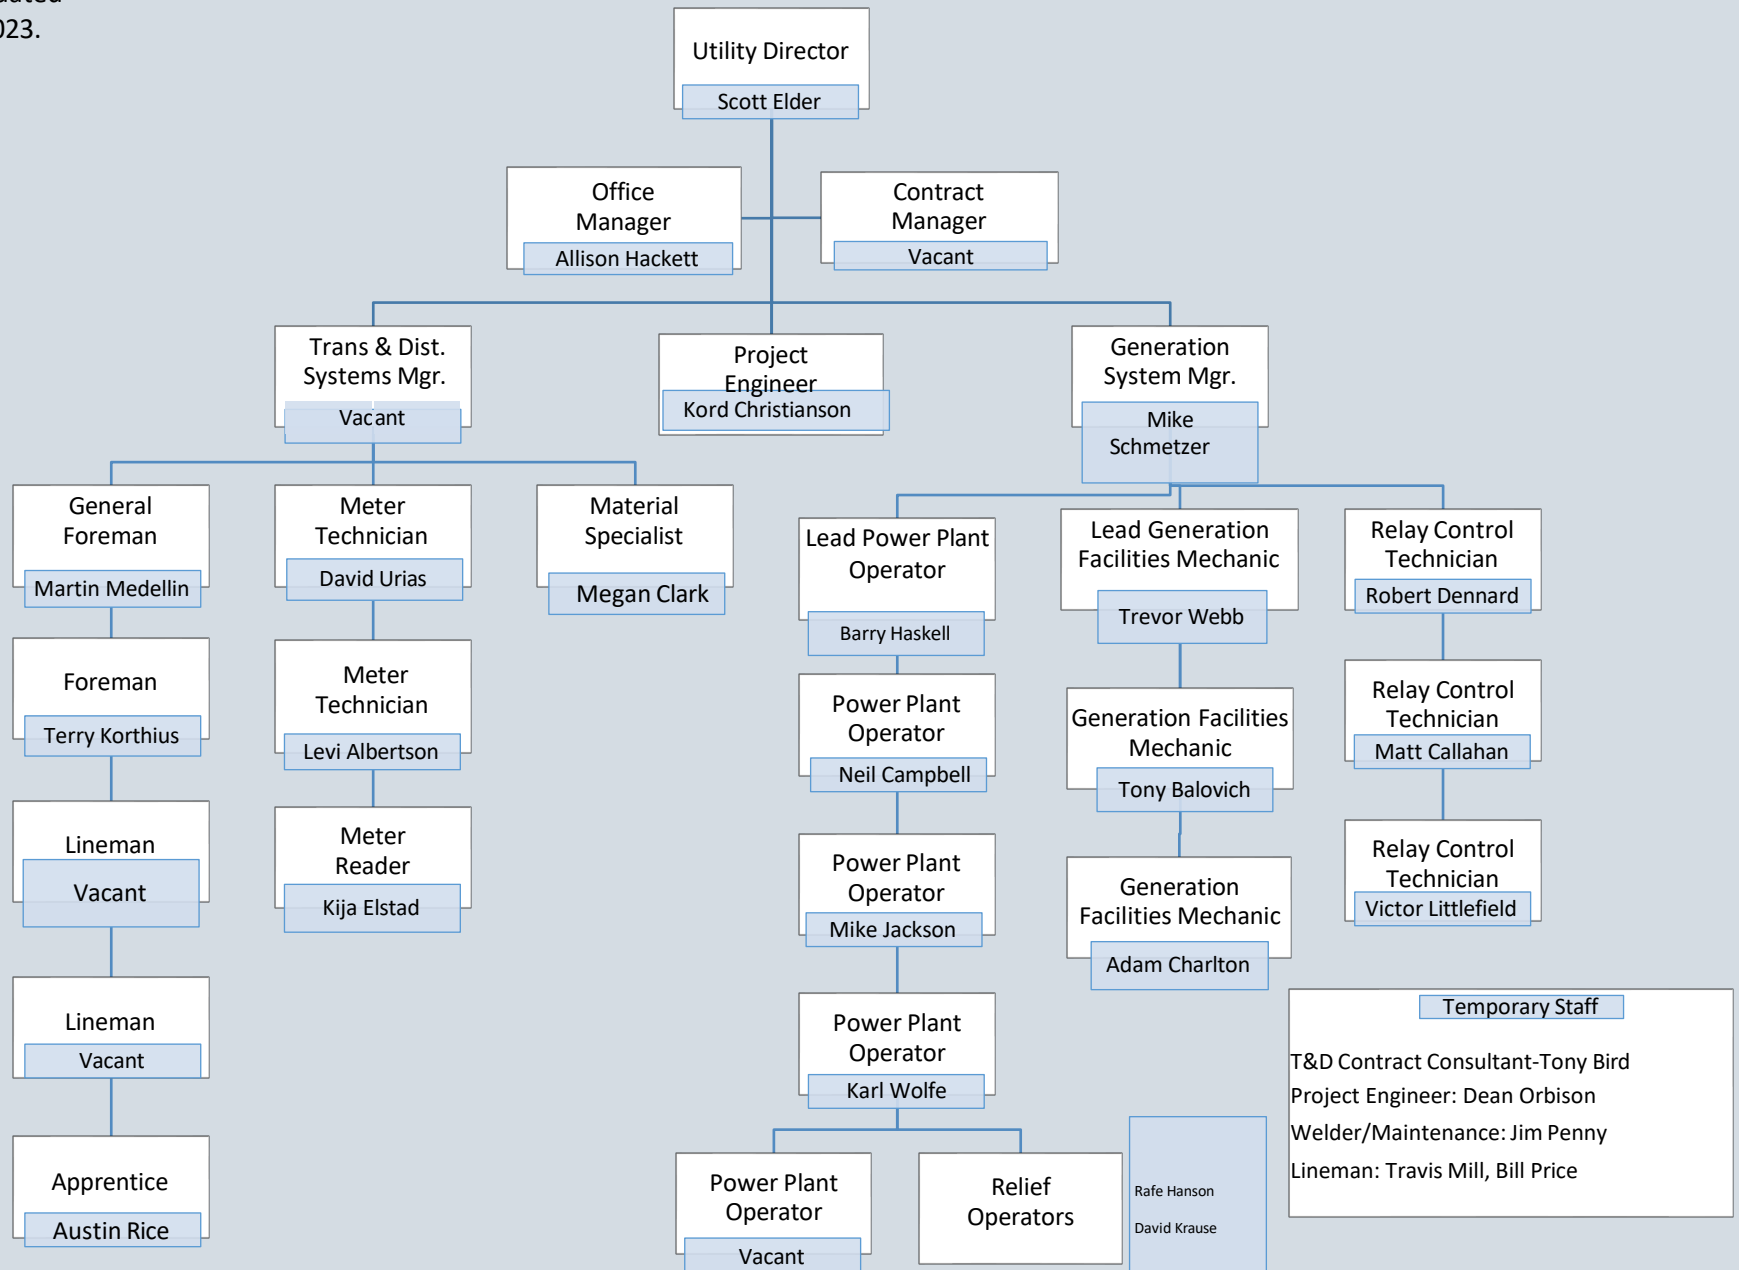 023.
Utility Director
Scott Elder
Office
Manager
Allison Hackett
Contract
Manager
Vacant
Trans & Dist.
Systems Mgr.
Vacant
Project
Engineer
Kord Christianson
Generation
System Mgr.
Mike
Schmetzer
General
Foreman
Martin Medellin
Meter
Technician
David Urias
Material
Specialist
Megan Clark
Lead Power Plant
Operator
Barry Haskell
Lead Generation
Facilities Mechanic
Trevor Webb
Relay Control
Technician
Robert Dennard
Foreman
Terry Korthius
Meter
Technician
Levi Albertson
Power Plant
Operator
Neil Campbell
Generation Facilities
Mechanic
Tony Balovich
Relay Control
Technician
Matt Callahan
Lineman
Vacant
Meter
Reader
Kija Elstad
Power Plant
Operator
Mike Jackson
Generation
Facilities Mechanic
Adam Charlton
Relay Control
Technician
Victor Littlefield
Lineman
Vacant
Power Plant
Operator
Karl Wolfe
Apprentice
Austin Rice
Power Plant
Operator
Vacant
Relief
Operators
Rafe Hanson
David Krause
Temporary Staff
T&D Contract Consultant-Tony Bird
Project Engineer: Dean Orbison
Welder/Maintenance: Jim Penny
Lineman: Travis Mill, Bill Price